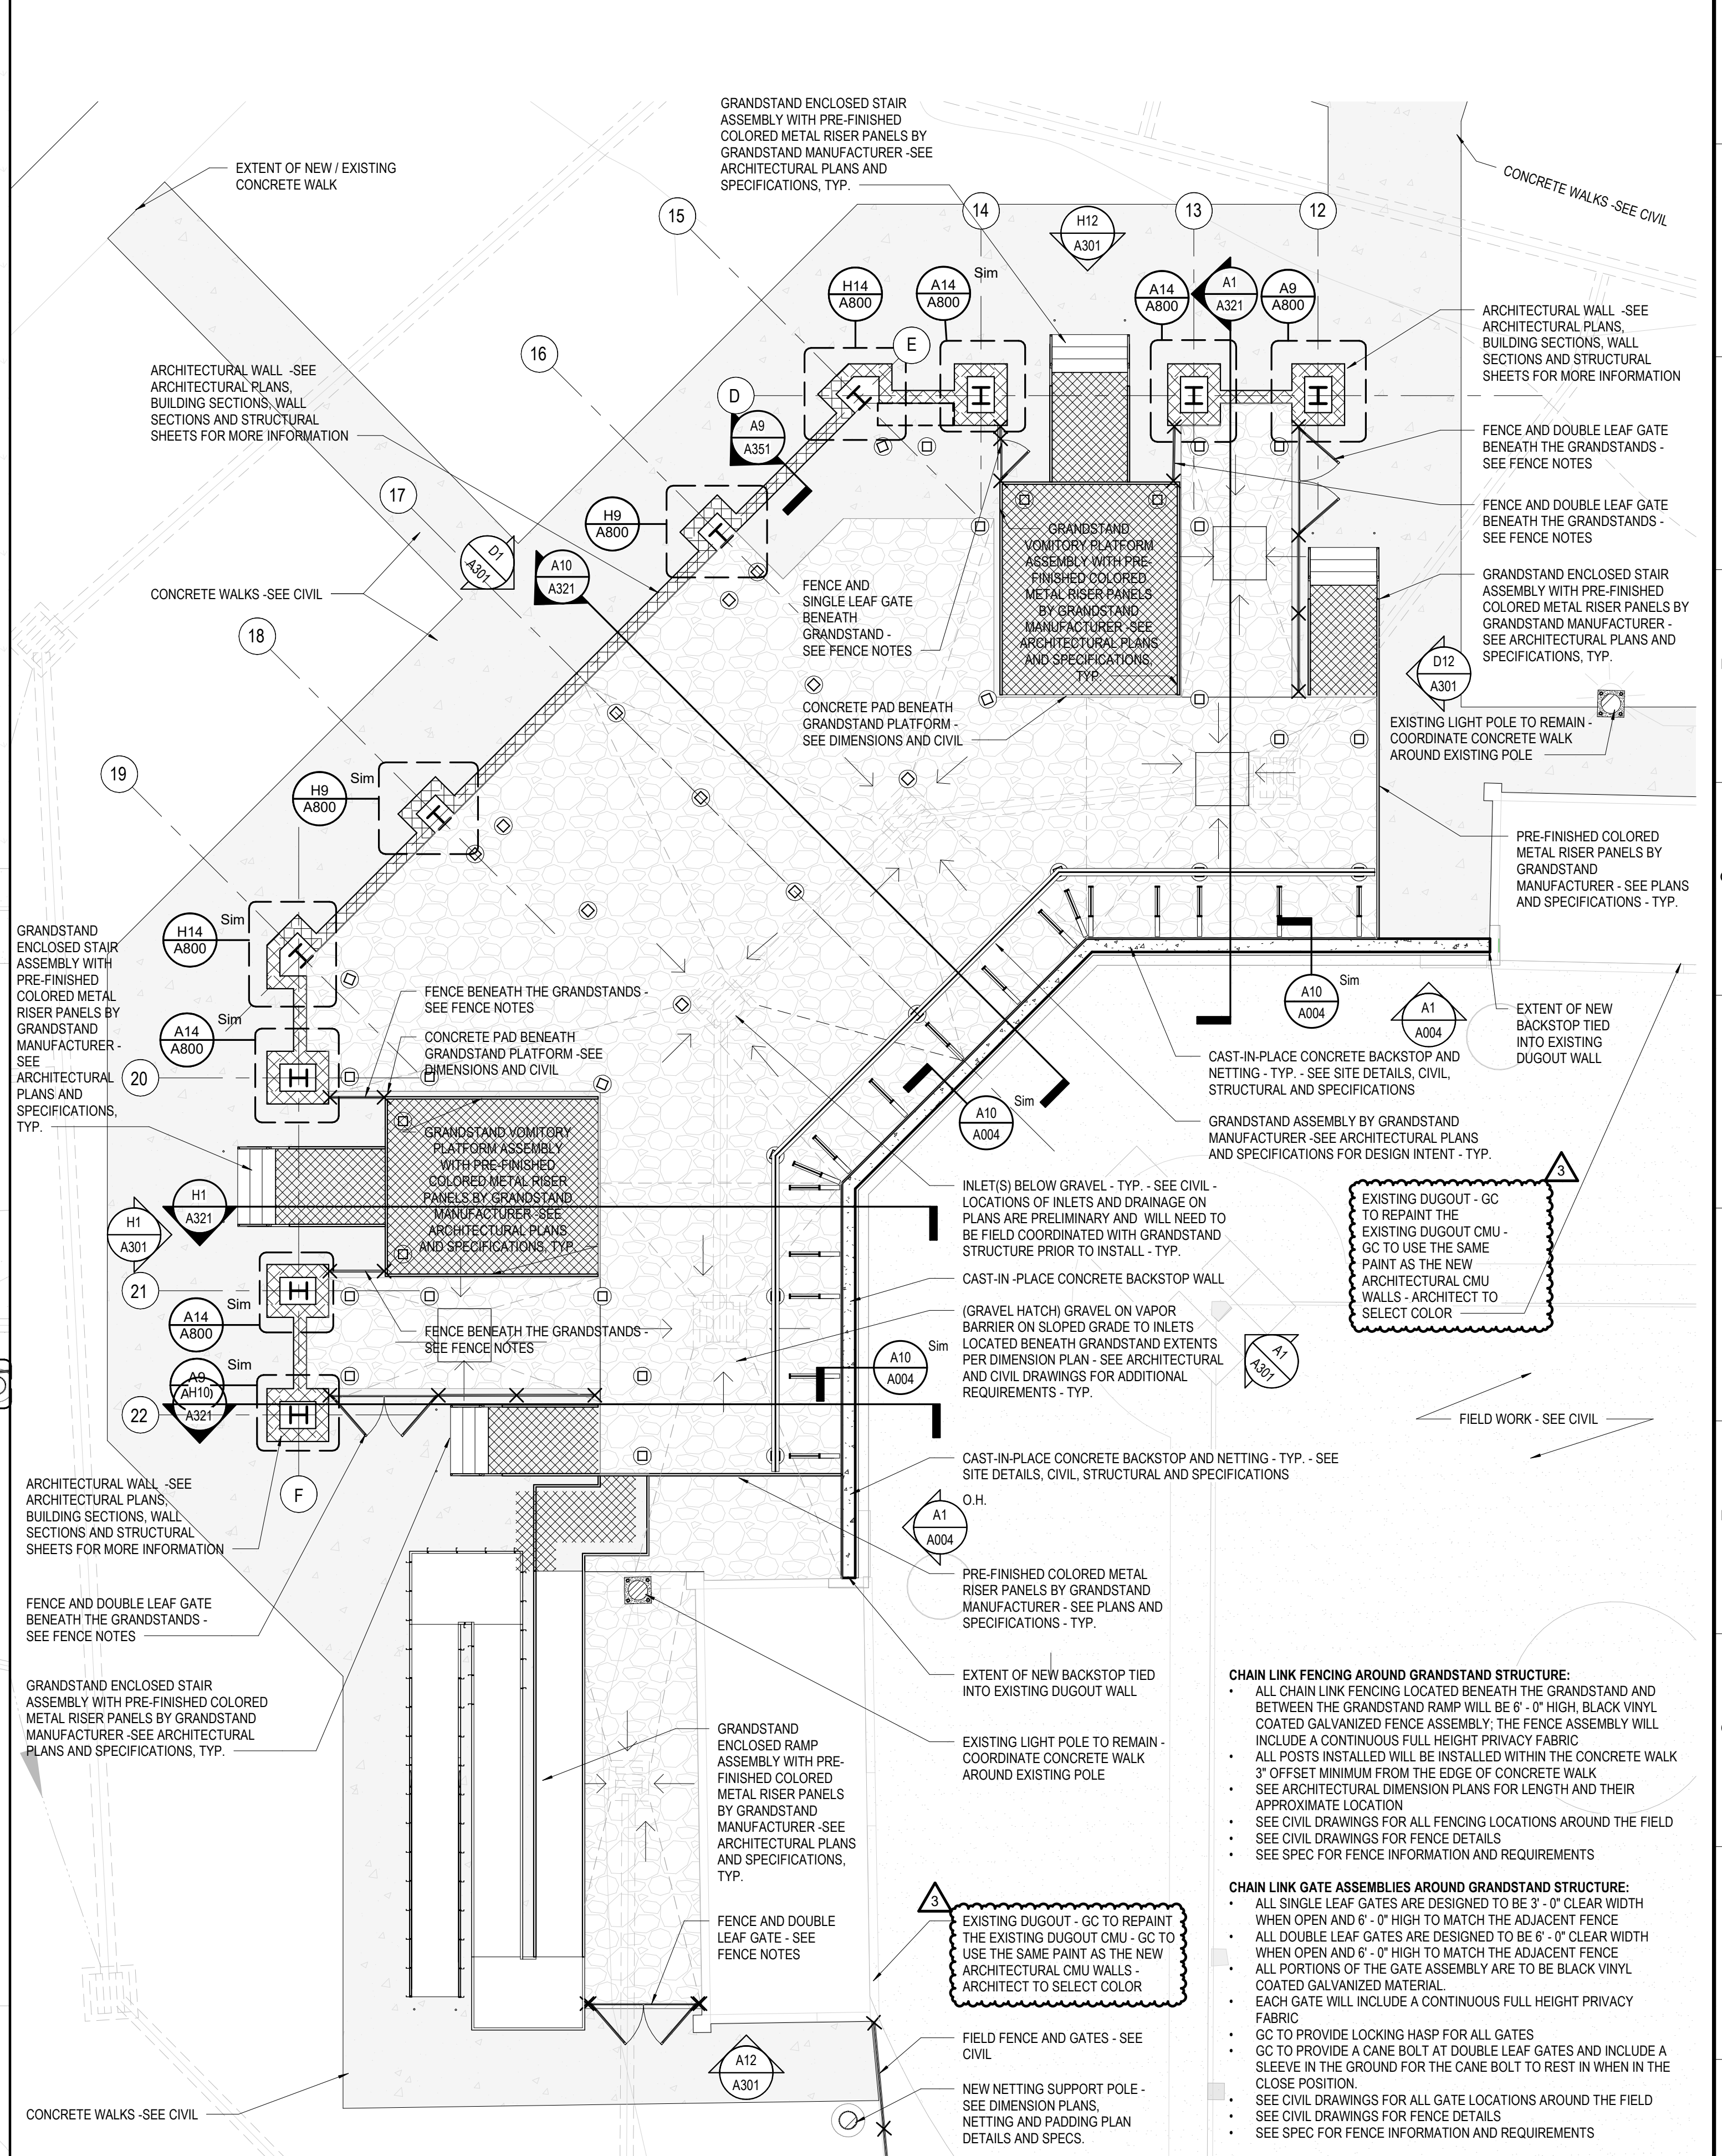 GRANDSTAND ENCLOSED STAIR
ASSEMBLY WITH PRE-FINISHED
COLORED METAL RISER PANELS BY
GRANDSTAND MANUFACTURER -SEE
ARCHITECTURAL PLANS AND
SPECIFICATIONS, TYP.
EXTENT OF NEW / EXISTING
CONCRETE WALK
CONCRETE WALKS -SEE CIVIL
15
14
13
12
H12
A301
H14
A800
A14
A800
Sim
A14
A800
A1
A321
A9
A800
ARCHITECTURAL WALL -SEE
ARCHITECTURAL PLANS,
BUILDING SECTIONS, WALL
SECTIONS AND STRUCTURAL
SHEETS FOR MORE INFORMATION
16
E
D
A9
A351
ARCHITECTURAL WALL -SEE
ARCHITECTURAL PLANS,
BUILDING SECTIONS, WALL
SECTIONS AND STRUCTURAL
SHEETS FOR MORE INFORMATION
FENCE AND DOUBLE LEAF GATE
BENEATH THE GRANDSTANDS -
SEE FENCE NOTES
FENCE AND DOUBLE LEAF GATE
BENEATH THE GRANDSTANDS -
SEE FENCE NOTES
17
H9
A800
D1
A301
A10
A321
GRANDSTAND
VOMITORY PLATFORM
ASSEMBLY WITH PRE-
FINISHED COLORED
METAL RISER PANELS
BY GRANDSTAND
MANUFACTURER -SEE
ARCHITECTURAL PLANS
AND SPECIFICATIONS,
TYP.
GRANDSTAND ENCLOSED STAIR
ASSEMBLY WITH PRE-FINISHED
COLORED METAL RISER PANELS BY
GRANDSTAND MANUFACTURER -
SEE ARCHITECTURAL PLANS AND
SPECIFICATIONS, TYP.
FENCE AND
SINGLE LEAF GATE
BENEATH
GRANDSTAND -
SEE FENCE NOTES
CONCRETE WALKS -SEE CIVIL
18
D12
A301
CONCRETE PAD BENEATH
GRANDSTAND PLATFORM -
SEE DIMENSIONS AND CIVIL
EXISTING LIGHT POLE TO REMAIN -
COORDINATE CONCRETE WALK
AROUND EXISTING POLE
19
H9
A800
Sim
PRE-FINISHED COLORED
METAL RISER PANELS BY
GRANDSTAND
MANUFACTURER - SEE PLANS
AND SPECIFICATIONS - TYP.
H14
A800
Sim
GRANDSTAND
ENCLOSED STAIR
ASSEMBLY WITH
PRE-FINISHED
COLORED METAL
RISER PANELS BY
GRANDSTAND
MANUFACTURER -
SEE
ARCHITECTURAL
PLANS AND
SPECIFICATIONS,
TYP.
A14
A800
Sim
20
FENCE BENEATH THE GRANDSTANDS -
SEE FENCE NOTES
CONCRETE PAD BENEATH
GRANDSTAND PLATFORM -SEE
DIMENSIONS AND CIVIL
A10
A004
Sim
A1
A004
EXTENT OF NEW
BACKSTOP TIED
INTO EXISTING
DUGOUT WALL
CAST-IN-PLACE CONCRETE BACKSTOP AND
NETTING - TYP. - SEE SITE DETAILS, CIVIL,
STRUCTURAL AND SPECIFICATIONS
A10
A004
Sim
GRANDSTAND ASSEMBLY BY GRANDSTAND
MANUFACTURER -SEE ARCHITECTURAL PLANS
AND SPECIFICATIONS FOR DESIGN INTENT - TYP.
GRANDSTAND VOMITORY
PLATFORM ASSEMBLY
WITH PRE-FINISHED
COLORED METAL RISER
PANELS BY GRANDSTAND
MANUFACTURER -SEE
ARCHITECTURAL PLANS
AND SPECIFICATIONS, TYP.
H1
A301
H1
A321
INLET(S) BELOW GRAVEL - TYP. - SEE CIVIL -
LOCATIONS OF INLETS AND DRAINAGE ON
PLANS ARE PRELIMINARY AND WILL NEED TO
BE FIELD COORDINATED WITH GRANDSTAND
STRUCTURE PRIOR TO INSTALL - TYP.
3
EXISTING DUGOUT - GC
TO REPAINT THE
EXISTING DUGOUT CMU -
GC TO USE THE SAME
PAINT AS THE NEW
ARCHITECTURAL CMU
WALLS - ARCHITECT TO
SELECT COLOR
21
A14
A800
Sim
CAST-IN -PLACE CONCRETE BACKSTOP WALL
(GRAVEL HATCH) GRAVEL ON VAPOR
BARRIER ON SLOPED GRADE TO INLETS
LOCATED BENEATH GRANDSTAND EXTENTS
PER DIMENSION PLAN - SEE ARCHITECTURAL
AND CIVIL DRAWINGS FOR ADDITIONAL
REQUIREMENTS - TYP.
FENCE BENEATH THE GRANDSTANDS -
SEE FENCE NOTES
A10
A004
Sim
A1
A301
A9
Sim
H10
A321
22
F
FIELD WORK - SEE CIVIL
CAST-IN-PLACE CONCRETE BACKSTOP AND NETTING - TYP. - SEE
SITE DETAILS, CIVIL, STRUCTURAL AND SPECIFICATIONS
O.H.
A1
A004
ARCHITECTURAL WALL -SEE
ARCHITECTURAL PLANS,
BUILDING SECTIONS, WALL
SECTIONS AND STRUCTURAL
SHEETS FOR MORE INFORMATION
PRE-FINISHED COLORED METAL
RISER PANELS BY GRANDSTAND
MANUFACTURER - SEE PLANS AND
SPECIFICATIONS - TYP.
FENCE AND DOUBLE LEAF GATE
BENEATH THE GRANDSTANDS -
SEE FENCE NOTES
EXTENT OF NEW BACKSTOP TIED
INTO EXISTING DUGOUT WALL
GRANDSTAND ENCLOSED STAIR
ASSEMBLY WITH PRE-FINISHED COLORED
METAL RISER PANELS BY GRANDSTAND
MANUFACTURER -SEE ARCHITECTURAL
PLANS AND SPECIFICATIONS, TYP.
GRANDSTAND
ENCLOSED RAMP
ASSEMBLY WITH PRE-
FINISHED COLORED
METAL RISER PANELS
BY GRANDSTAND
MANUFACTURER -SEE
ARCHITECTURAL PLANS
AND SPECIFICATIONS,
TYP.
EXISTING LIGHT POLE TO REMAIN -
COORDINATE CONCRETE WALK
AROUND EXISTING POLE
CHAIN LINK FENCING AROUND GRANDSTAND STRUCTURE:
• ALL CHAIN LINK FENCING LOCATED BENEATH THE GRANDSTAND AND
BETWEEN THE GRANDSTAND RAMP WILL BE 6' - 0" HIGH, BLACK VINYL
COATED GALVANIZED FENCE ASSEMBLY; THE FENCE ASSEMBLY WILL
INCLUDE A CONTINUOUS FULL HEIGHT PRIVACY FABRIC
• ALL POSTS INSTALLED WILL BE INSTALLED WITHIN THE CONCRETE WALK
3" OFFSET MINIMUM FROM THE EDGE OF CONCRETE WALK
• SEE ARCHITECTURAL DIMENSION PLANS FOR LENGTH AND THEIR
APPROXIMATE LOCATION
• SEE CIVIL DRAWINGS FOR ALL FENCING LOCATIONS AROUND THE FIELD
• SEE CIVIL DRAWINGS FOR FENCE DETAILS
• SEE SPEC FOR FENCE INFORMATION AND REQUIREMENTS
CHAIN LINK GATE ASSEMBLIES AROUND GRANDSTAND STRUCTURE:
• ALL SINGLE LEAF GATES ARE DESIGNED TO BE 3' - 0" CLEAR WIDTH
WHEN OPEN AND 6' - 0" HIGH TO MATCH THE ADJACENT FENCE
• ALL DOUBLE LEAF GATES ARE DESIGNED TO BE 6' - 0" CLEAR WIDTH
WHEN OPEN AND 6' - 0" HIGH TO MATCH THE ADJACENT FENCE
• ALL PORTIONS OF THE GATE ASSEMBLY ARE TO BE BLACK VINYL
COATED GALVANIZED MATERIAL.
• EACH GATE WILL INCLUDE A CONTINUOUS FULL HEIGHT PRIVACY
FABRIC
• GC TO PROVIDE LOCKING HASP FOR ALL GATES
• GC TO PROVIDE A CANE BOLT AT DOUBLE LEAF GATES AND INCLUDE A
SLEEVE IN THE GROUND FOR THE CANE BOLT TO REST IN WHEN IN THE
CLOSE POSITION.
• SEE CIVIL DRAWINGS FOR ALL GATE LOCATIONS AROUND THE FIELD
• SEE CIVIL DRAWINGS FOR FENCE DETAILS
• SEE SPEC FOR FENCE INFORMATION AND REQUIREMENTS
FENCE AND DOUBLE
LEAF GATE - SEE
FENCE NOTES
3
EXISTING DUGOUT - GC TO REPAINT
THE EXISTING DUGOUT CMU - GC TO
USE THE SAME PAINT AS THE NEW
ARCHITECTURAL CMU WALLS -
ARCHITECT TO SELECT COLOR
A12
A301
FIELD FENCE AND GATES - SEE
CIVIL
NEW NETTING SUPPORT POLE -
SEE DIMENSION PLANS,
NETTING AND PADDING PLAN
DETAILS AND SPECS.
CONCRETE WALKS -SEE CIVIL